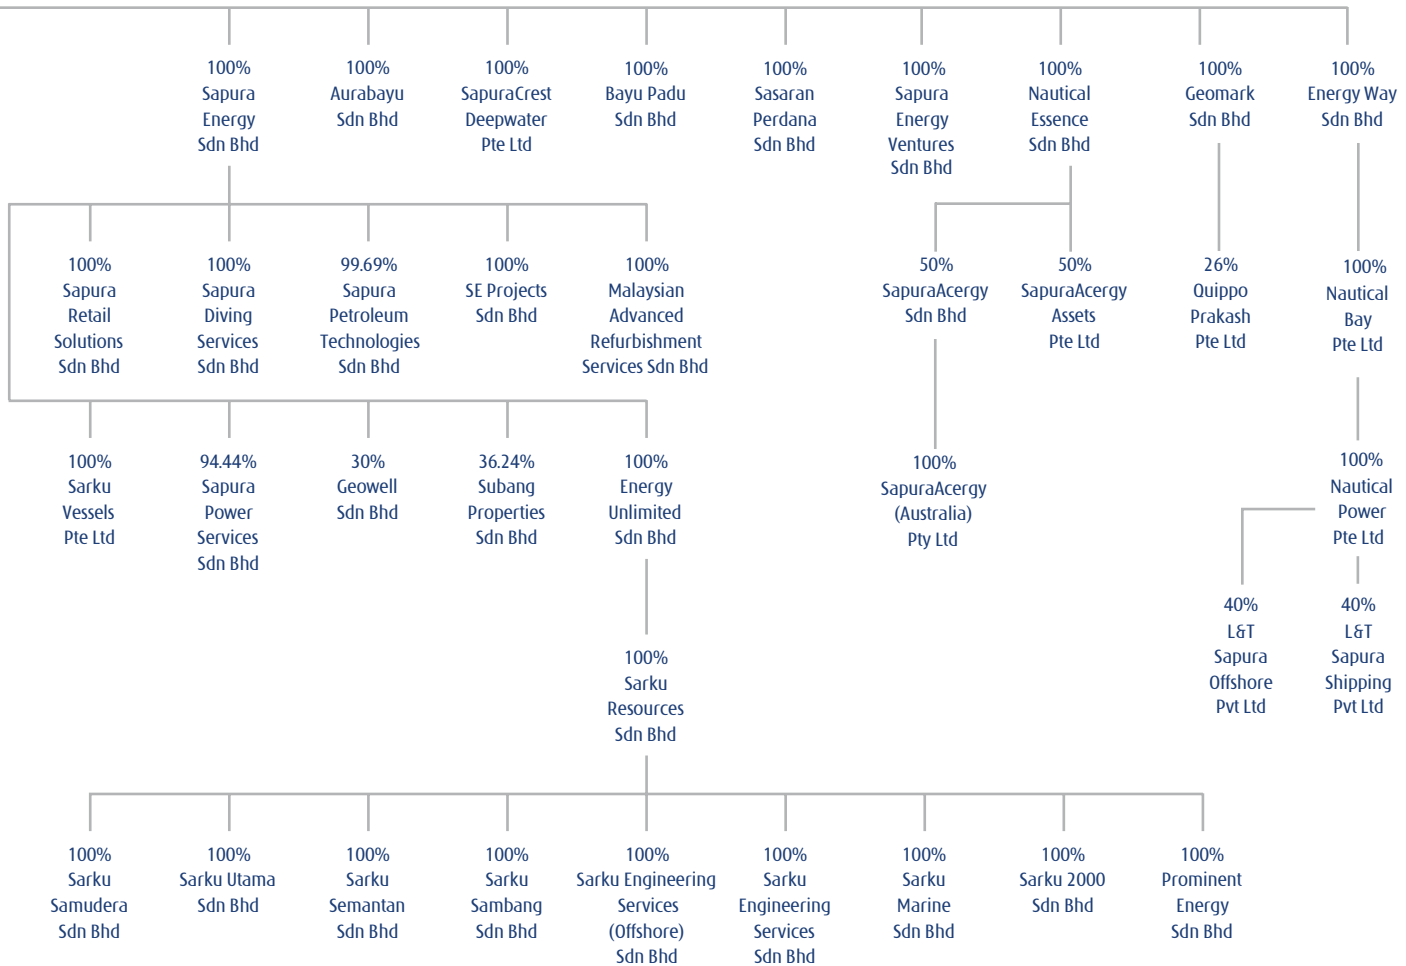 100%
Sapura
Energy
Sdn Bhd
100%
Aurabayu
Sdn Bhd
100%
SapuraCrest
Deepwater
Pte Ltd
100%
Bayu Padu
Sdn Bhd
100%
Sasaran
Perdana
Sdn Bhd
100%
Sapura
Energy
Ventures
Sdn Bhd
100%
Nautical
Essence
Sdn Bhd
100%
Geomark
Sdn Bhd
100%
Energy Way
Sdn Bhd
100%
Sapura
Retail
Solutions
Sdn Bhd
100%
Sapura
Diving
Services
Sdn Bhd
99.69%
Sapura
Petroleum
Technologies
Sdn Bhd
100%
SE Projects
Sdn Bhd
100%
Malaysian
Advanced
Refurbishment
Services Sdn Bhd
50%
SapuraAcergy
Sdn Bhd
50%
SapuraAcergy
Assets
Pte Ltd
26%
Quippo
Prakash
Pte Ltd
100%
Nautical
Bay
Pte Ltd
100%
Sarku
Vessels
Pte Ltd
94.44%
Sapura
Power
Services
Sdn Bhd
30%
Geowell
Sdn Bhd
36.24%
Subang
Properties
Sdn Bhd
100%
Energy
Unlimited
Sdn Bhd
100%
SapuraAcergy
(Australia)
Pty Ltd
100%
Nautical
Power
Pte Ltd
40%
L&T
Sapura
Offshore
Pvt Ltd
40%
L&T
Sapura
Shipping
Pvt Ltd
100%
Sarku
Resources
Sdn Bhd
100%
Sarku
Samudera
Sdn Bhd
100%
Sarku Utama
Sdn Bhd
100%
Sarku
Semantan
Sdn Bhd
100%
Sarku
Sambang
Sdn Bhd
100%
Sarku Engineering
Services
(Offshore)
Sdn Bhd
100%
Sarku
Engineering
Services
Sdn Bhd
100%
Sarku
Marine
Sdn Bhd
100%
Sarku 2000
Sdn Bhd
100%
Prominent
Energy
Sdn Bhd